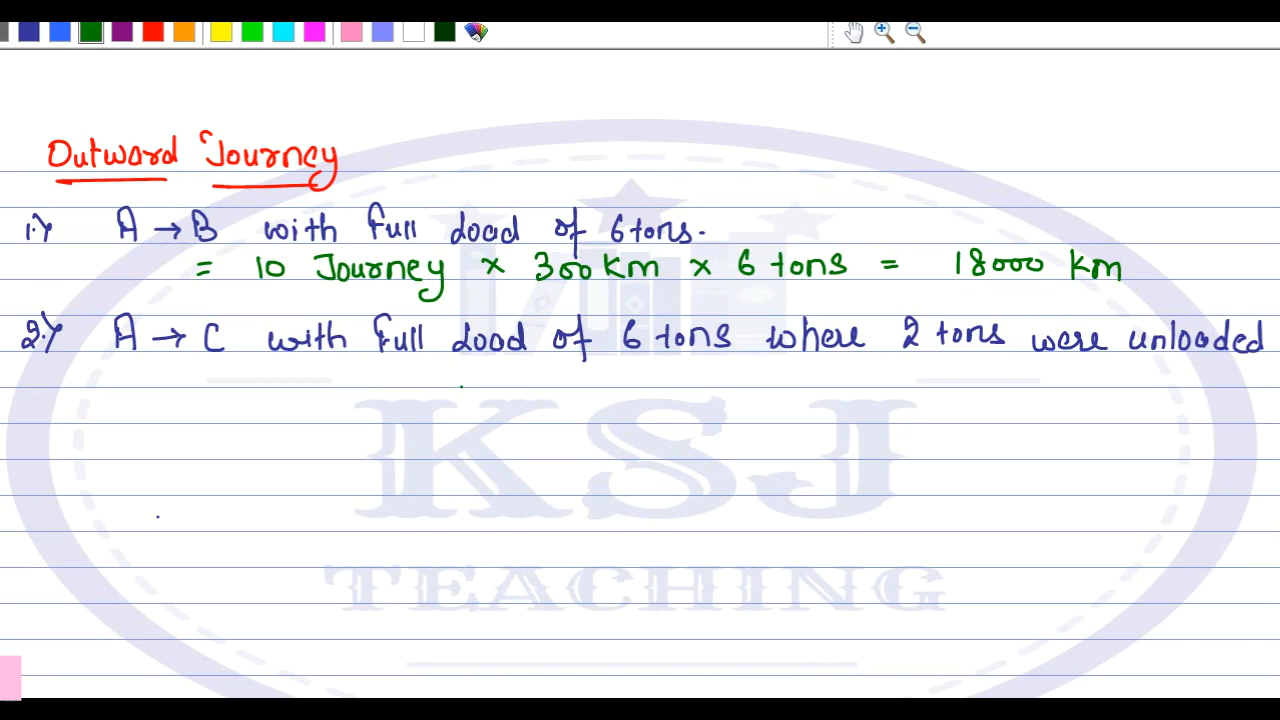 Outward Journey
1.) A → B with full load of 6 tons.
= 10 Journey × 300 km × 6 tons = 18000 km
2.) A → C with full load of 6 tons where 2 tons were unloaded
KSJ
TEACHING